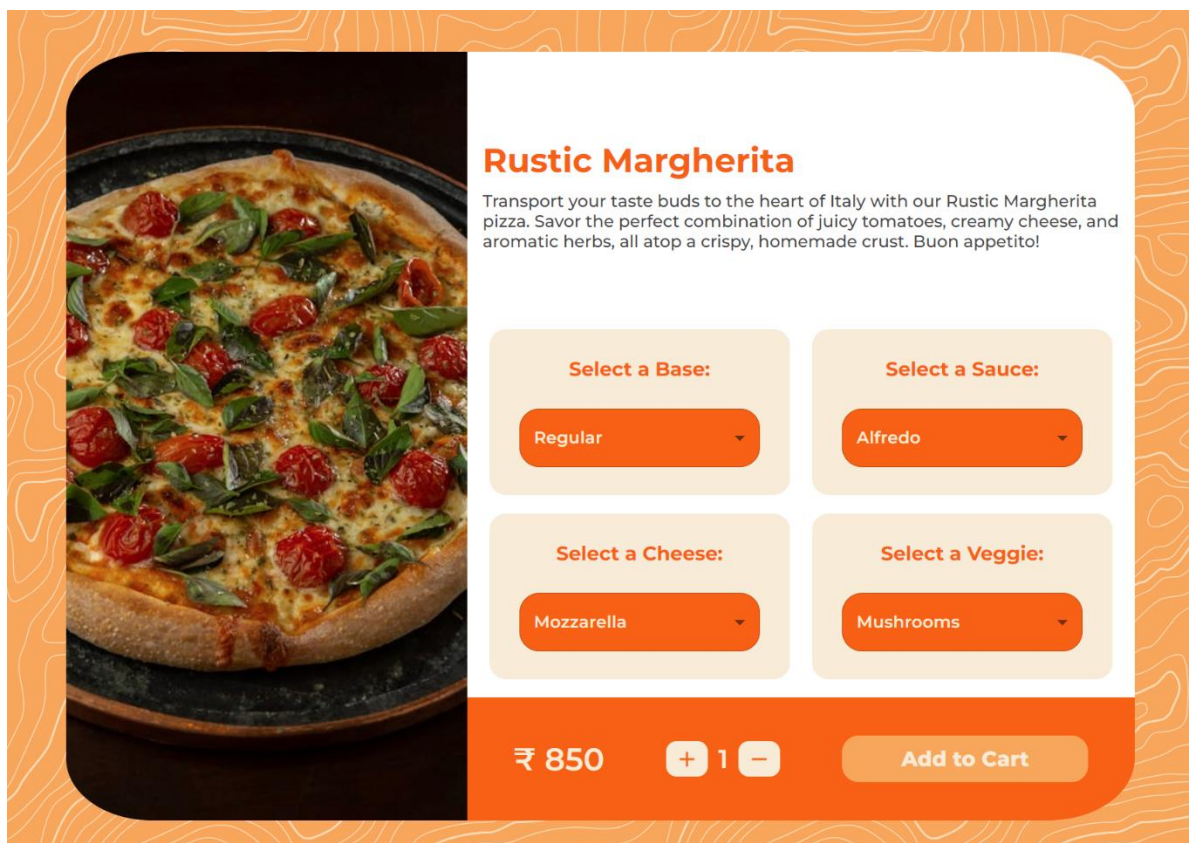 Rustic Margherita
Transport your taste buds to the heart of Italy with our Rustic Margherita
pizza. Savor the perfect combination of juicy tomatoes, creamy cheese, and
aromatic herbs, all atop a crispy, homemade crust. Buon appetito!
Select a Base:
Select a Sauce:
Regular
Alfredo
Select a Cheese:
Select a Veggie:
Mozzarella
Mushrooms
₹ 850
+ 1 −
Add to Cart